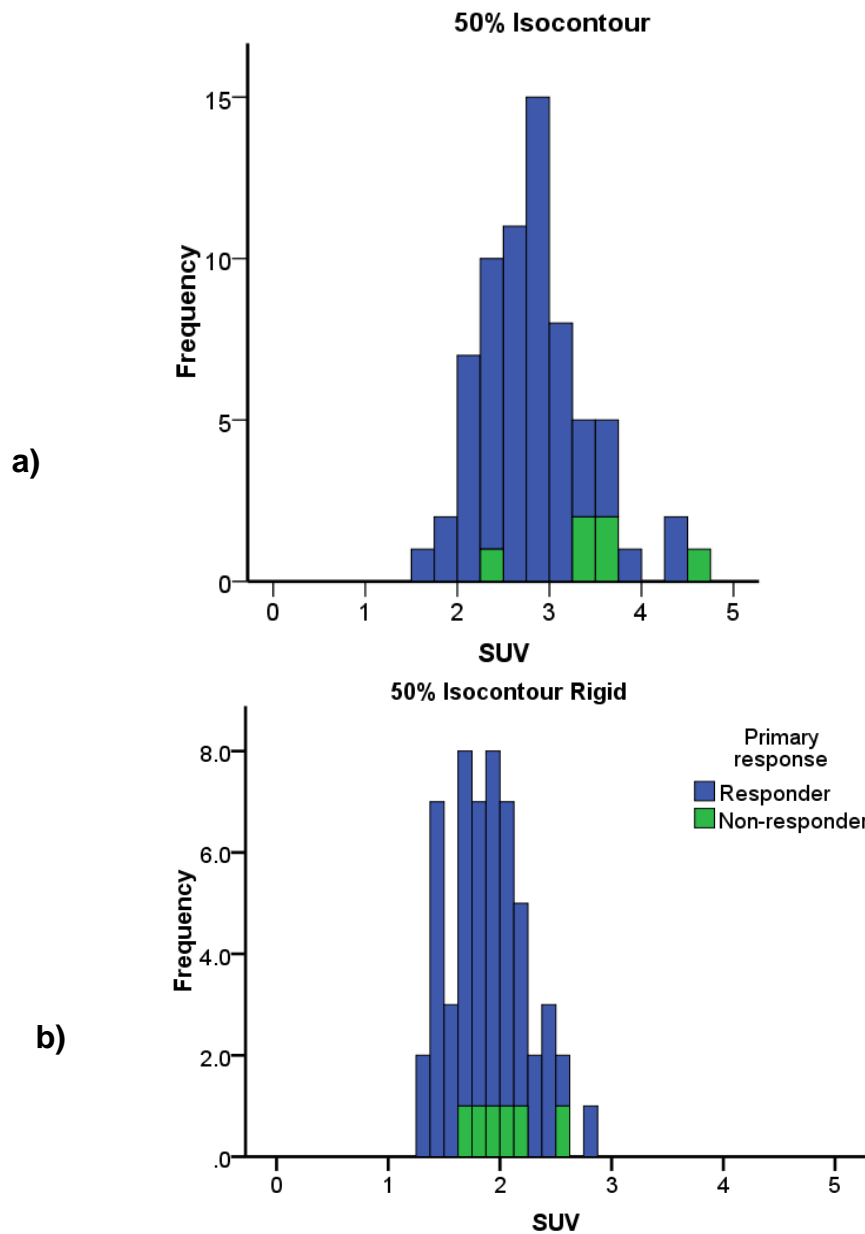 50% Isocontour
15
10
5
0
Frequency
a)
0 1 2 3 4 5
SUV
50% Isocontour Rigid
8.0
6.0
4.0
2.0
.0
Frequency
Primary
response
Responder
Non-responder
b)
0 1 2 3 4 5
SUV